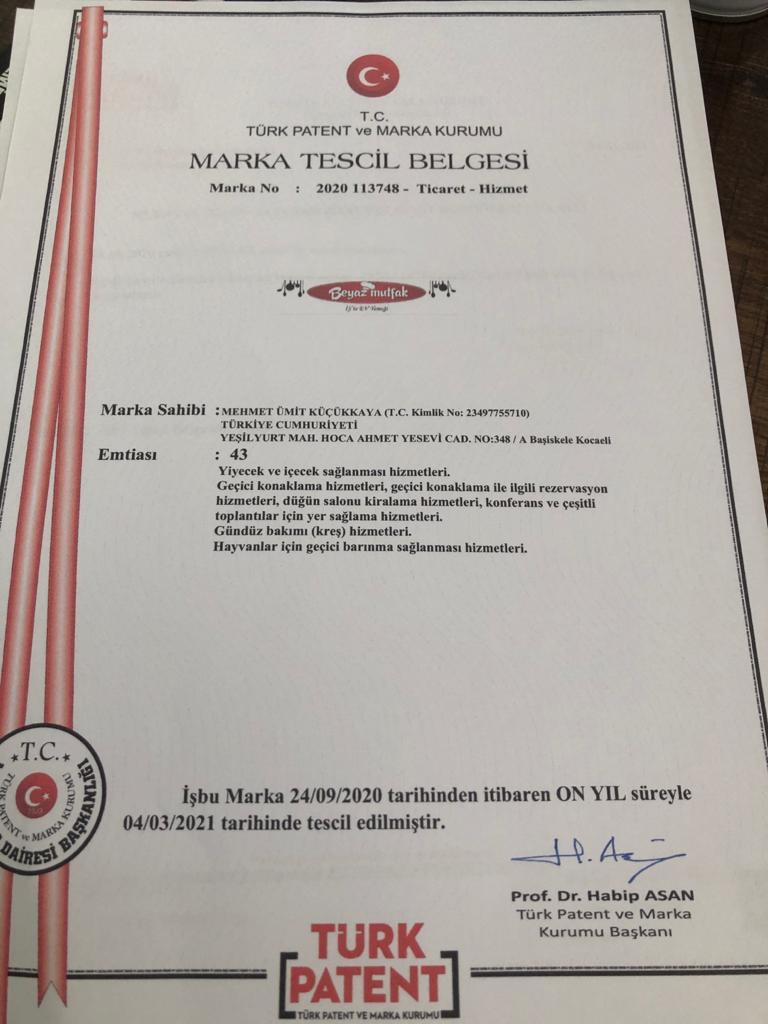 T.C.
TÜRK PATENT ve MARKA KURUMU
MARKA TESCİL BELGESİ
Marka No : 2020 113748 - Ticaret - Hizmet
Beyaz mutfak
Marka Sahibi : MEHMET ÜMİT KÜÇÜKKAYA (T.C. Kimlik No: 23497755710)
TÜRKİYE CUMHURİYETİ
YEŞİLYURT MAH. HOCA AHMET YESEVİ CAD. NO:348 / A Başiskele Kocaeli
Emtiası : 43
Yiyecek ve içecek sağlanması hizmetleri.
Geçici konaklama hizmetleri, geçici konaklama ile ilgili rezervasyon
hizmetleri, düğün salonu kiralama hizmetleri, konferans ve çeşitli
toplantılar için yer sağlama hizmetleri.
Gündüz bakımı (kreş) hizmetleri.
Hayvanlar için geçici barınma sağlanması hizmetleri.
T.C.
TÜRK PATENT ve MARKA KURUMU
DAİRESİ BAŞKANLIĞI
İşbu Marka 24/09/2020 tarihinden itibaren ON YIL süreyle
04/03/2021 tarihinde tescil edilmiştir.
Prof. Dr. Habip ASAN
Türk Patent ve Marka
Kurumu Başkanı
TÜRK
PATENT
TÜRK PATENT VE MARKA KURUMU